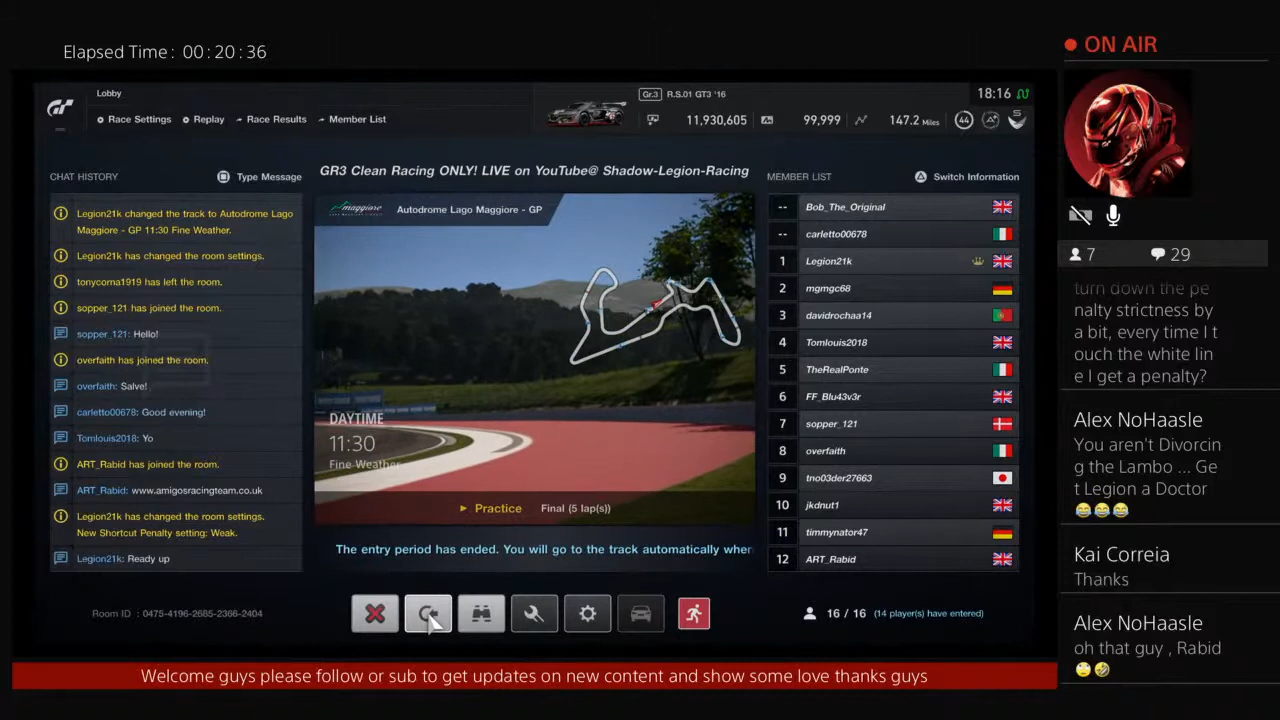 Elapsed Time: 00:20:36
ON AIR
Lobby
Race Settings Replay Race Results Member List
Gr.3 R.S.01 GT3 '16
11,930,605 99,999 147.2 Miles 44 S
18:16
CHAT HISTORY Type Message
GR3 Clean Racing ONLY! LIVE on YouTube@ Shadow-Legion-Racing
MEMBER LIST Switch Information
Legion21k changed the track to Autodrome Lago
Maggiore - GP 11:30 Fine Weather.
Legion21k has changed the room settings.
tonycorna1919 has left the room.
sopper_121 has joined the room.
sopper_121: Hello!
overfaith has joined the room.
overfaith: Salve!
carletto00678: Good evening!
Tomlouis2018: Yo
ART_Rabid has joined the room.
ART_Rabid: www.amigosracingteam.co.uk
Legion21k has changed the room settings.
New Shortcut Penalty setting: Weak.
Legion21k: Ready up
maggiore
Autodrome Lago Maggiore - GP
DAYTIME
11:30
Fine Weather
Practice Final (5 lap(s))
The entry period has ended. You will go to the track automatically when
-- Bob_The_Original
-- carletto00678
1 Legion21k
2 mgmgc68
3 davidrochaa14
4 Tomlouis2018
5 TheRealPonte
6 FF_Blu43v3r
7 sopper_121
8 overfaith
9 tno03der27663
10 jkdnut1
11 timmynator47
12 ART_Rabid
Room ID : 0475-4196-2685-2366-2404
16 / 16 (14 player(s) have entered)
Welcome guys please follow or sub to get updates on new content and show some love thanks guys
7 29
turn down the pe
nalty strictness by
a bit, every time I t
ouch the white lin
e I get a penalty?
Alex NoHaasle
You aren't Divorcin
g the Lambo ... Ge
t Legion a Doctor
😂😂😂
Kai Correia
Thanks
Alex NoHaasle
oh that guy , Rabid
🙄🤣